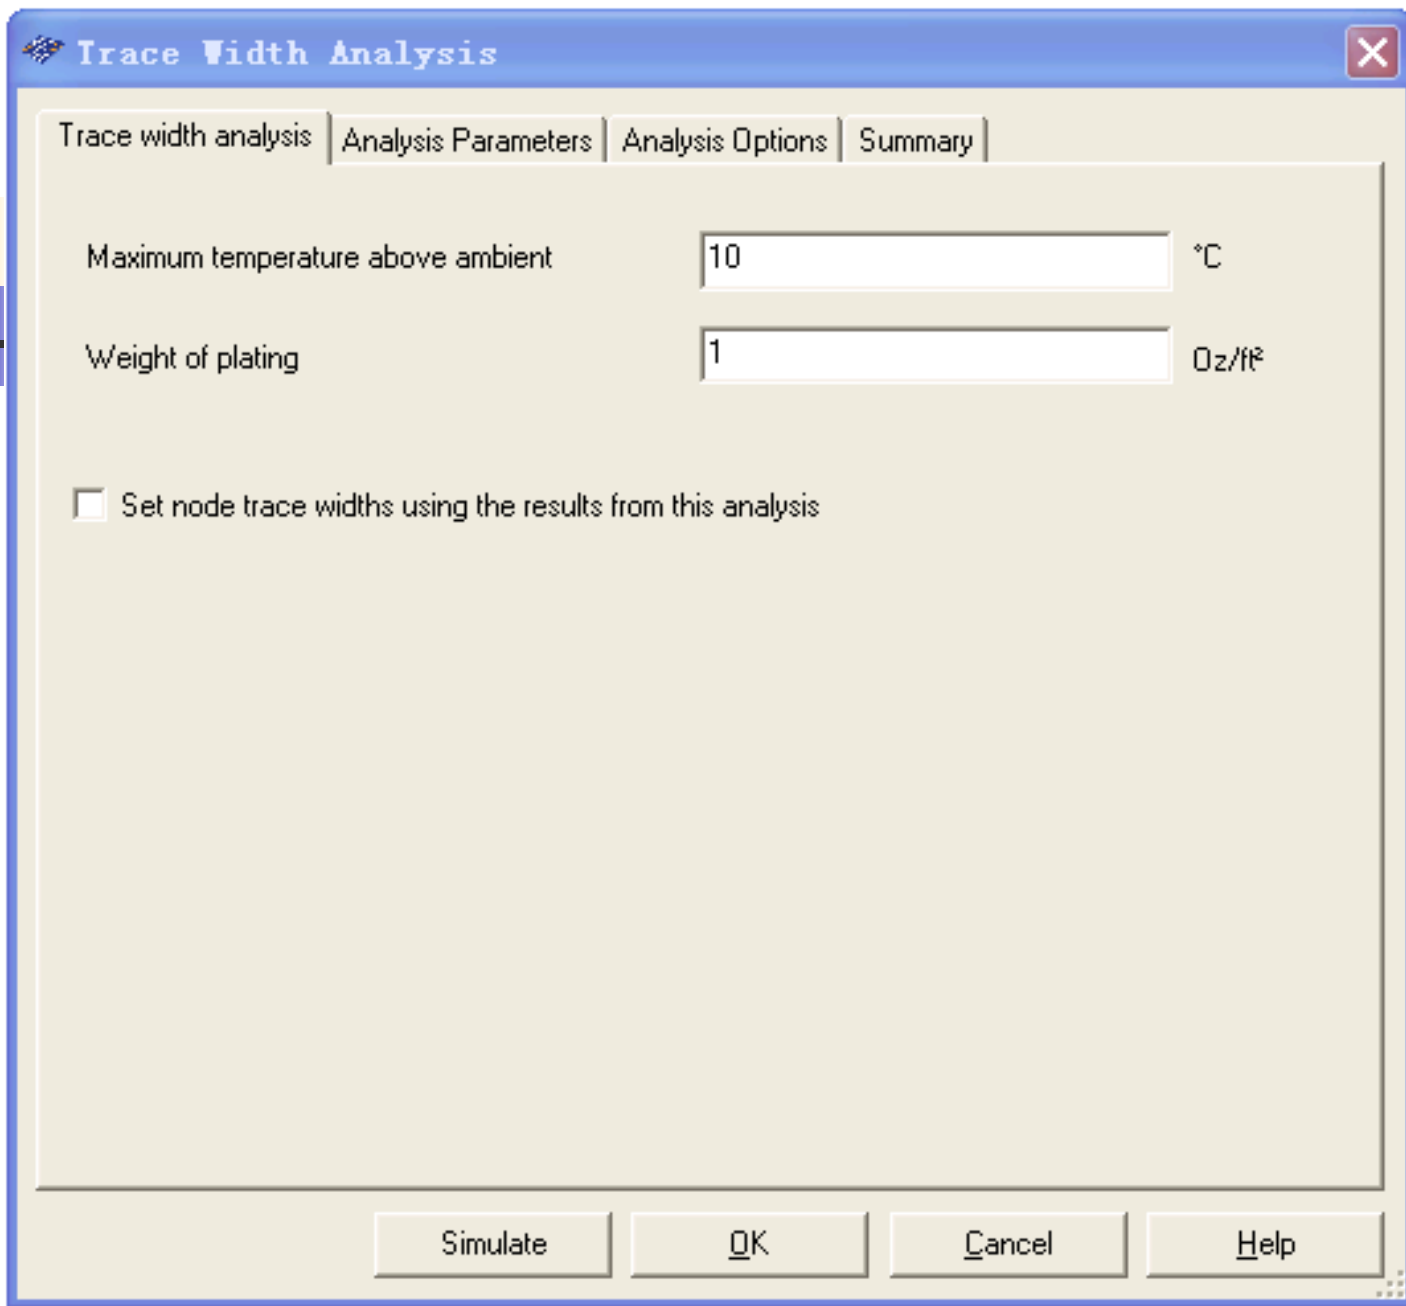 Trace Width Analysis
Trace width analysis Analysis Parameters Analysis Options Summary
Maximum temperature above ambient 10 °C
Weight of plating 1 Oz/ft²
Set node trace widths using the results from this analysis
Simulate OK Cancel Help